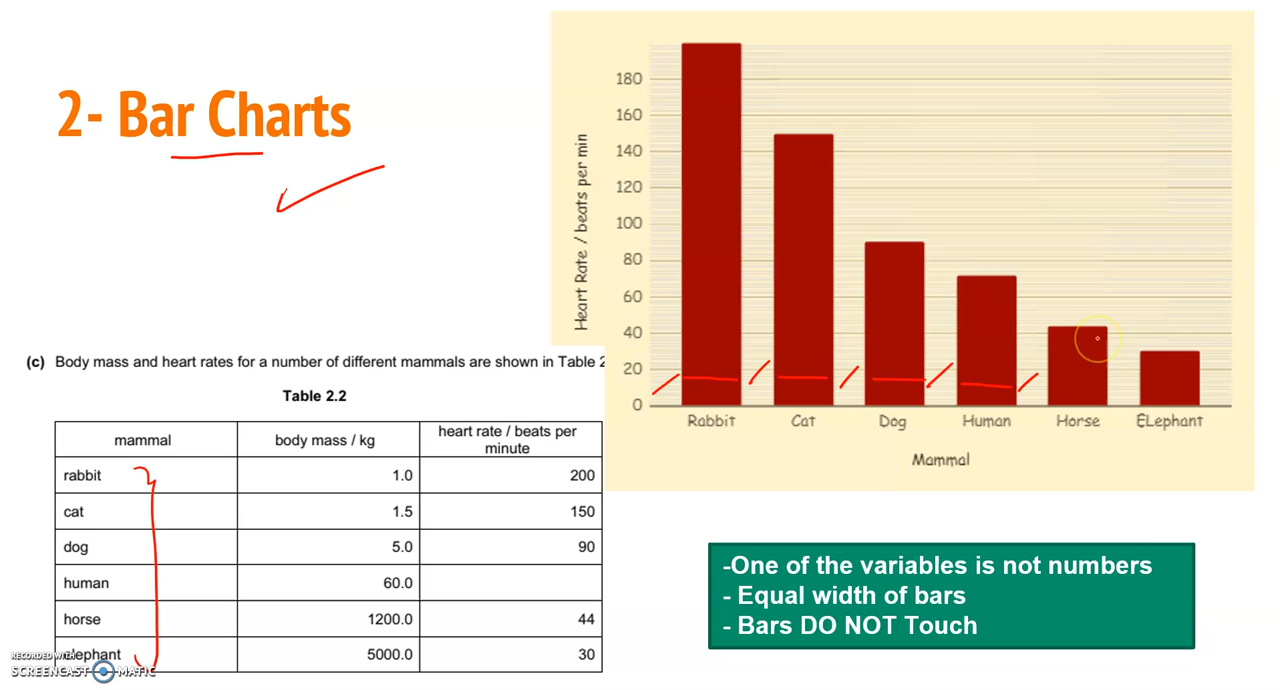 2- Bar Charts
180
160
140
120
100
80
60
40
20
0
Heart Rate / beats per min
Rabbit Cat Dog Human Horse ELephant
Mammal
(c) Body mass and heart rates for a number of different mammals are shown in Table 2
Table 2.2
mammal body mass / kg heart rate / beats per minute
rabbit 1.0 200
cat 1.5 150
dog 5.0 90
human 60.0
horse 1200.0 44
elephant 5000.0 30
RECORDED WITH
SCREENCAST MATIC
-One of the variables is not numbers
- Equal width of bars
- Bars DO NOT Touch